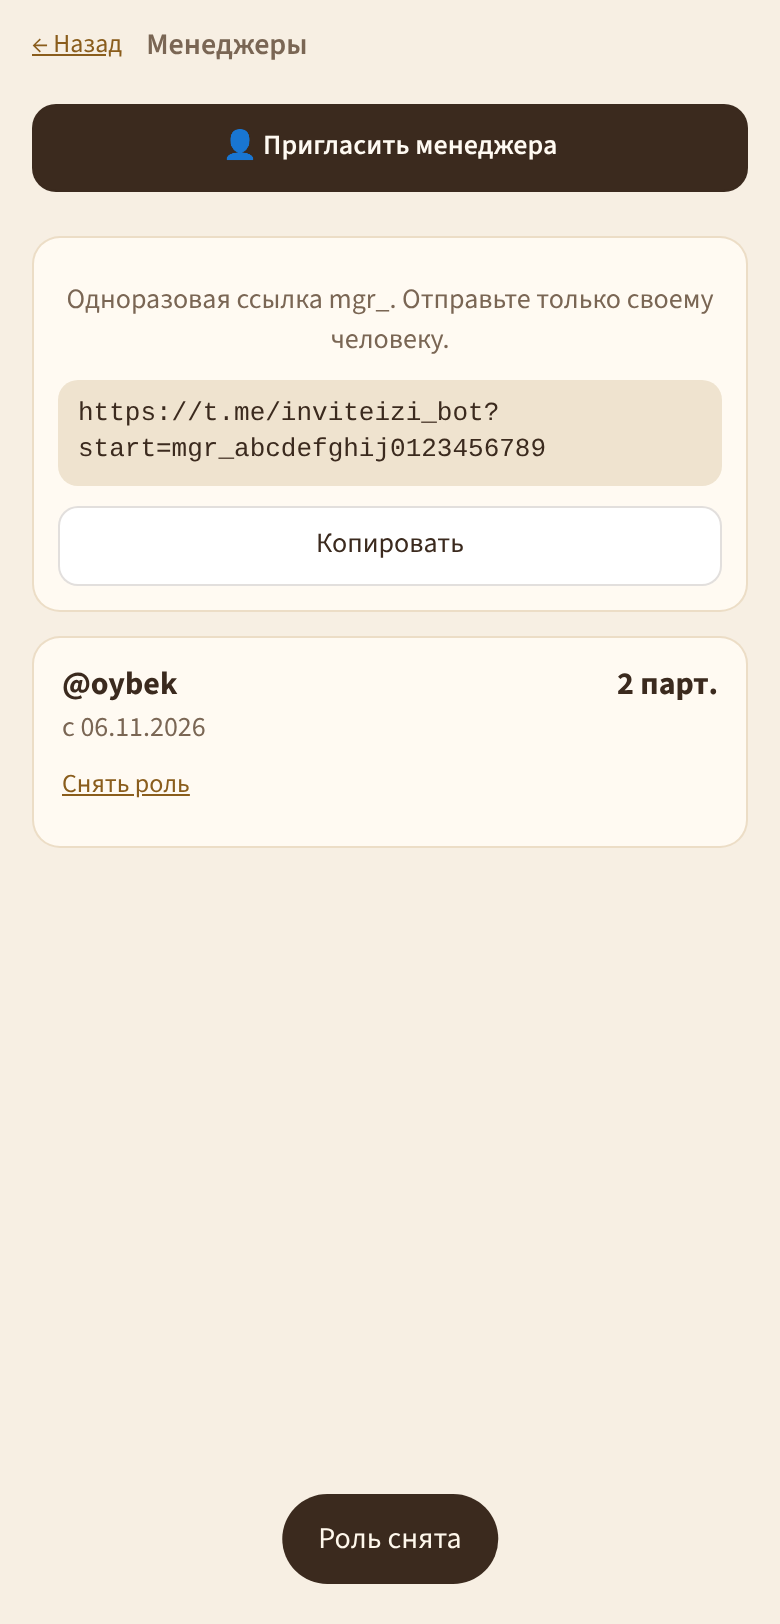 ← Назад Менеджеры
👤 Пригласить менеджера
Одноразовая ссылка mgr_. Отправьте только своему
человеку.
https://t.me/inviteizi_bot?
start=mgr_abcdefghij0123456789
Копировать
@oybek 2 парт.
с 06.11.2026
Снять роль
Роль снята